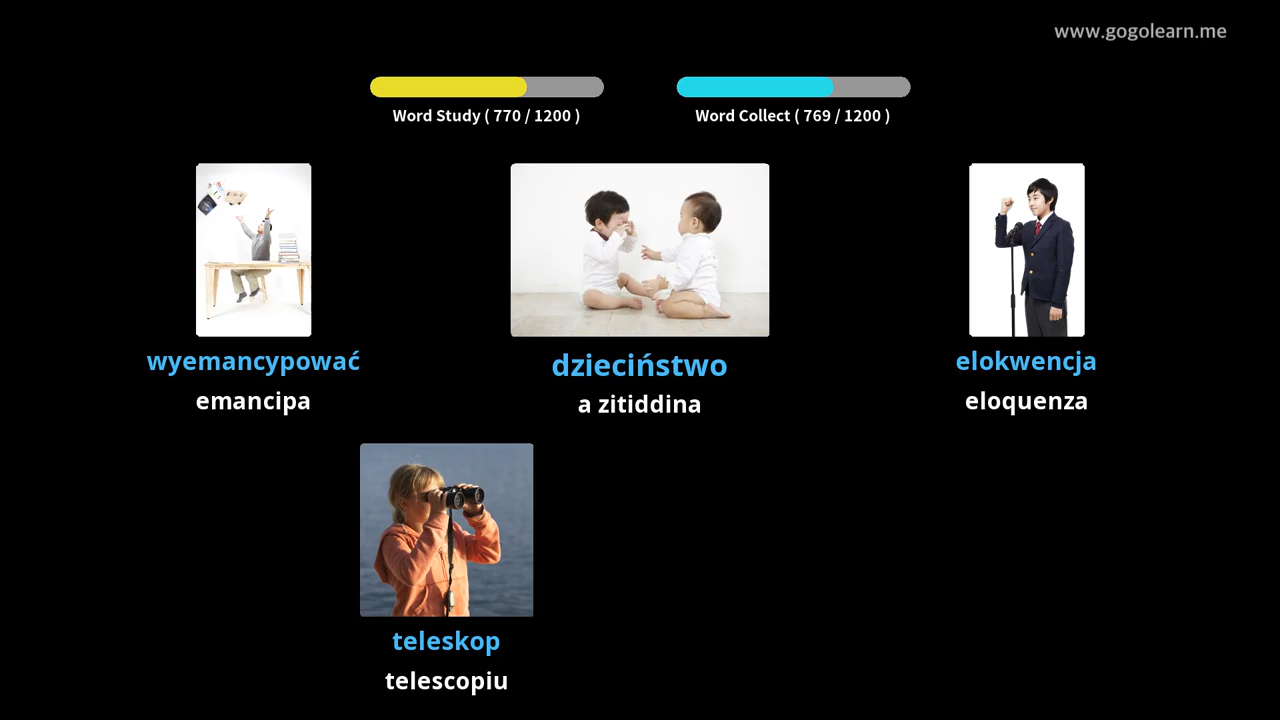 www.gogolearn.me
Word Study ( 770 / 1200 )
Word Collect ( 769 / 1200 )
wyemancypować
emancipa
dzieciństwo
a zitiddina
elokwencja
eloquenza
teleskop
telescopiu